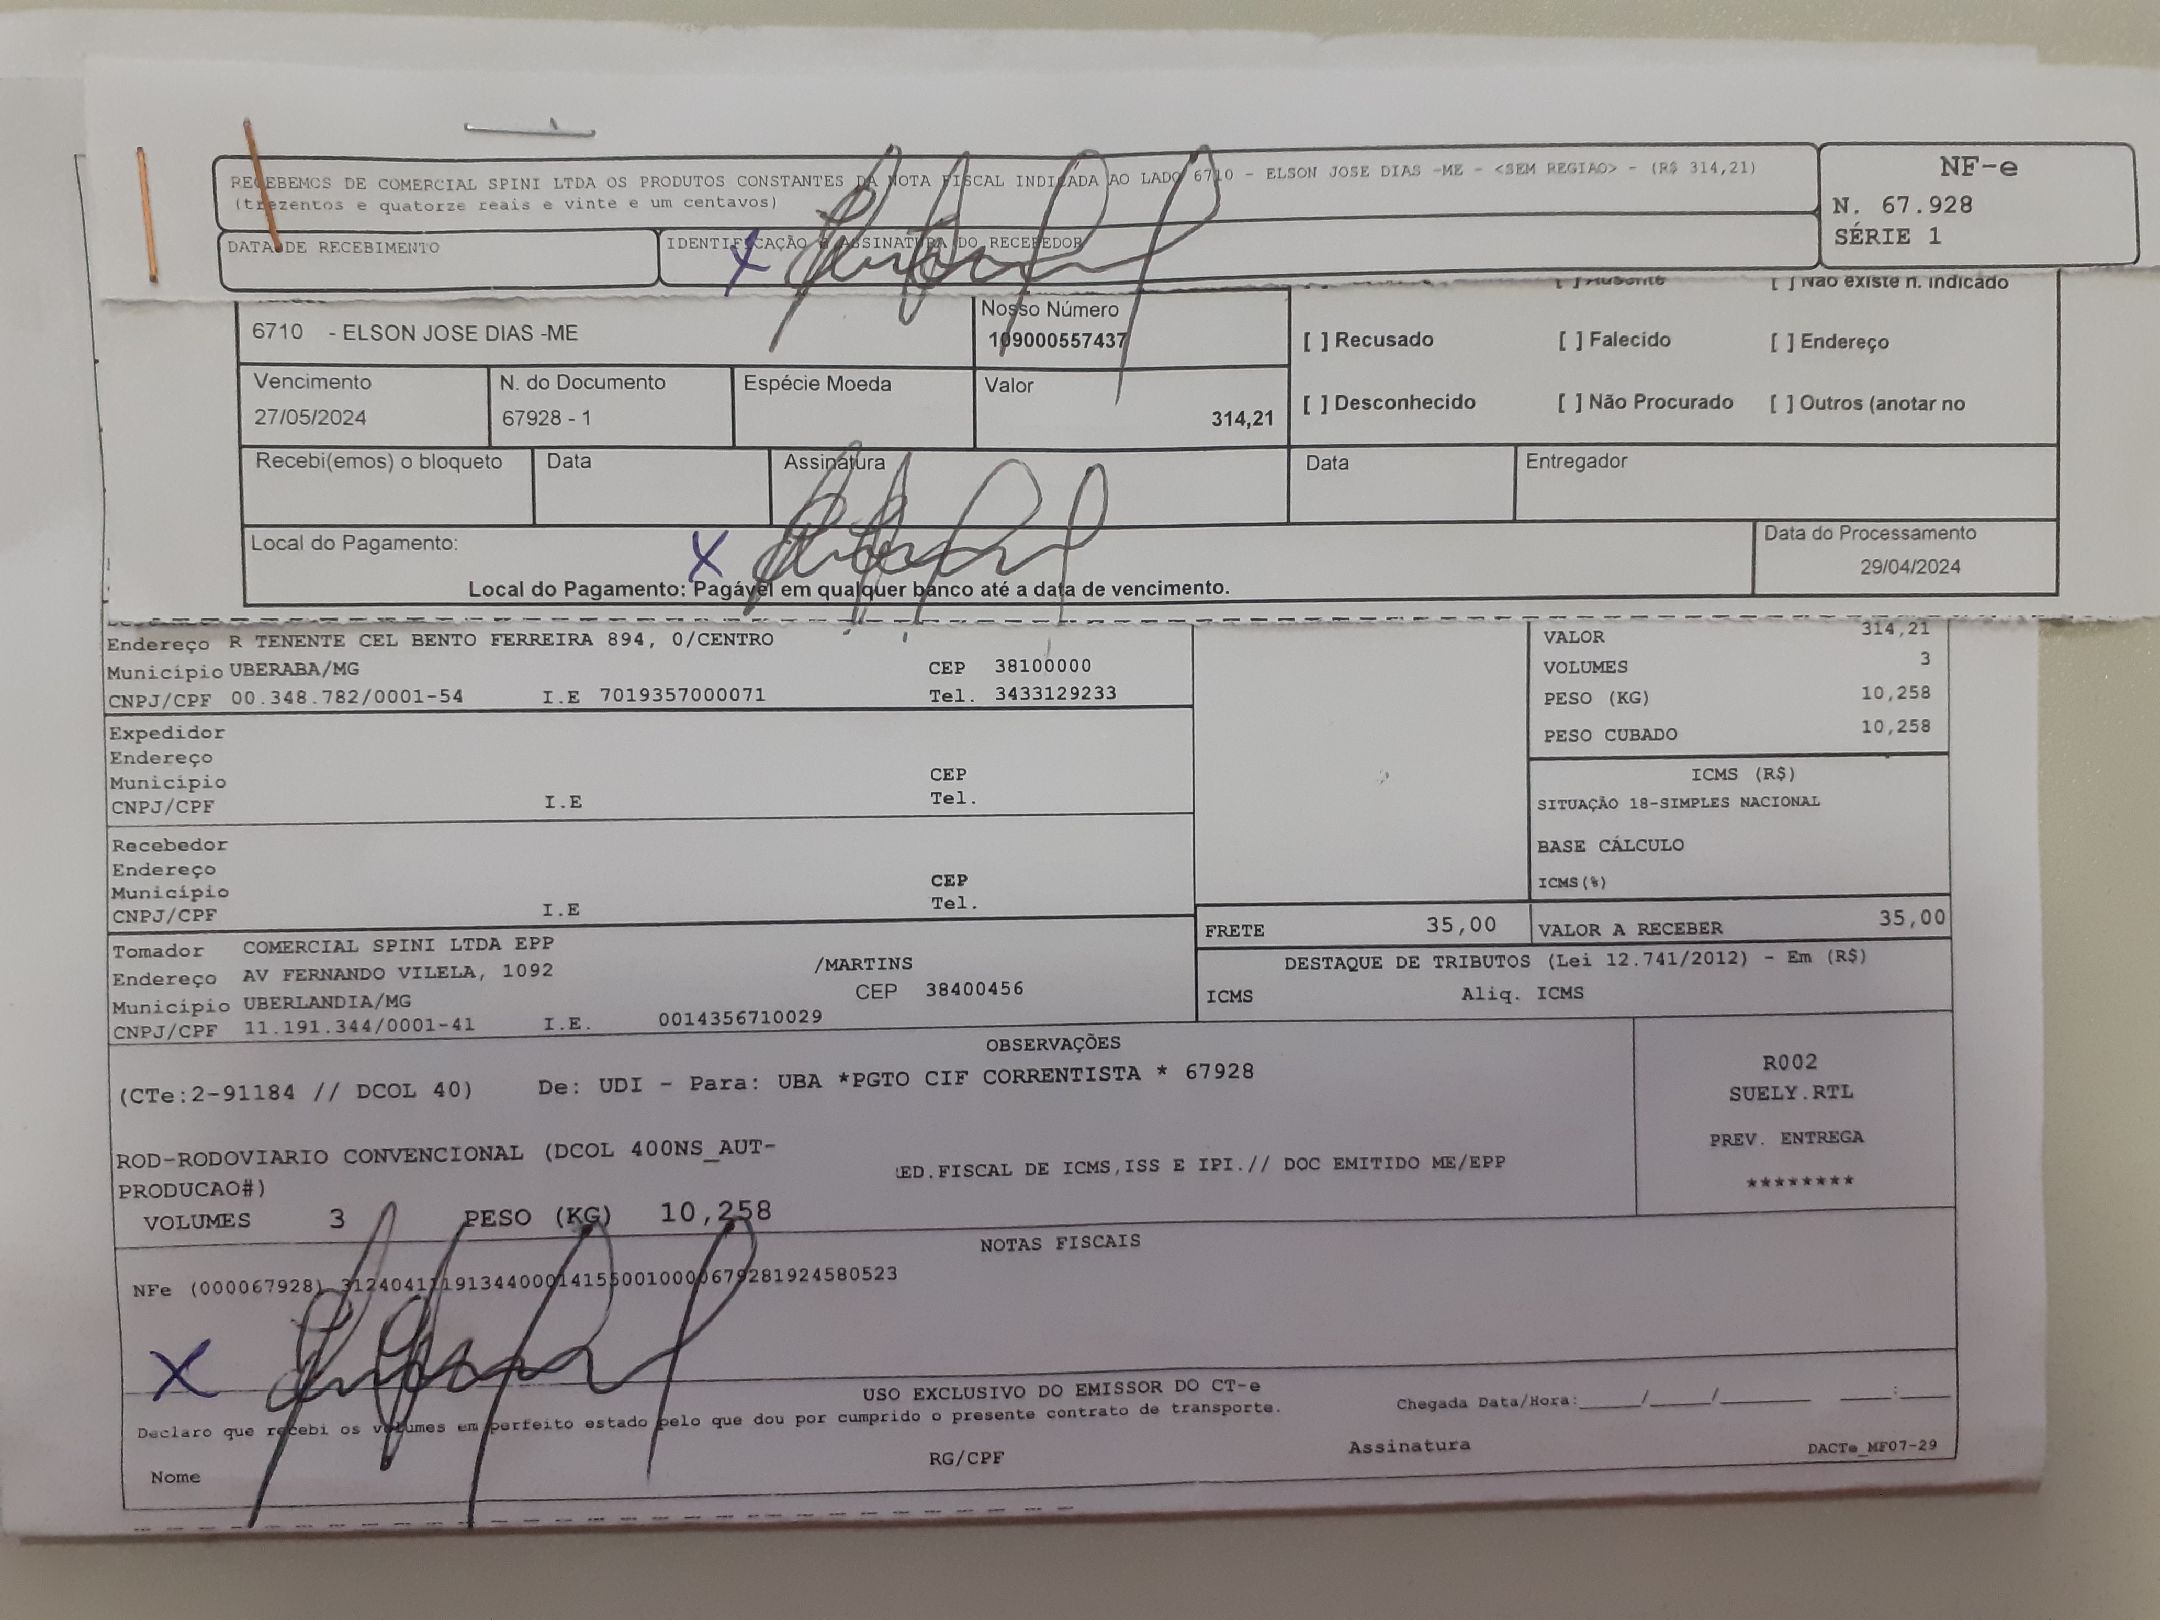 RECEBEMOS DE COMERCIAL SPINI LTDA OS PRODUTOS CONSTANTES DA NOTA FISCAL INDICADA AO LADO 6710 - ELSON JOSE DIAS -ME - <SEM REGIAO> - (R$ 314,21)
(trezentos e quatorze reais e vinte e um centavos)
NF-e
N. 67.928
SÉRIE 1
DATA DE RECEBIMENTO
IDENTIFICAÇÃO E ASSINATURA DO RECEBEDOR
X
6710 - ELSON JOSE DIAS -ME
Nosso Número
109000557437
[ ] Ausente [ ] Não existe n. indicado
[ ] Recusado [ ] Falecido [ ] Endereço
[ ] Desconhecido [ ] Não Procurado [ ] Outros (anotar no
Vencimento N. do Documento Espécie Moeda Valor
27/05/2024 67928 - 1 314,21
Recebi(emos) o bloqueto Data Assinatura Data Entregador
Local do Pagamento: X
Local do Pagamento: Pagável em qualquer banco até a data de vencimento.
Data do Processamento
29/04/2024
Endereço R TENENTE CEL BENTO FERREIRA 894, 0/CENTRO
Município UBERABA/MG CEP 38100000
CNPJ/CPF 00.348.782/0001-54 I.E 7019357000071 Tel. 3433129233
VALOR 314,21
VOLUMES 3
PESO (KG) 10,258
PESO CUBADO 10,258
Expedidor
Endereço
Município CEP
CNPJ/CPF I.E Tel.
ICMS (R$)
SITUAÇÃO 18-SIMPLES NACIONAL
BASE CÁLCULO
ICMS(%)
Recebedor
Endereço
Município CEP
CNPJ/CPF I.E Tel.
FRETE 35,00 VALOR A RECEBER 35,00
Tomador COMERCIAL SPINI LTDA EPP
Endereço AV FERNANDO VILELA, 1092 /MARTINS
Município UBERLANDIA/MG CEP 38400456
CNPJ/CPF 11.191.344/0001-41 I.E. 0014356710029
DESTAQUE DE TRIBUTOS (Lei 12.741/2012) - Em (R$)
ICMS Aliq. ICMS
OBSERVAÇÕES
(CTe:2-91184 // DCOL 40) De: UDI - Para: UBA *PGTO CIF CORRENTISTA * 67928
R002
SUELY.RTL
PREV. ENTREGA
********
ROD-RODOVIARIO CONVENCIONAL (DCOL 400NS_AUT-
PRODUCAO#)
ED.FISCAL DE ICMS,ISS E IPI.// DOC EMITIDO ME/EPP
VOLUMES 3 PESO (KG) 10,258
NOTAS FISCAIS
NFe (000067928) 31240411191344000141550010000679281924580523
X
USO EXCLUSIVO DO EMISSOR DO CT-e
Declaro que recebi os volumes em perfeito estado pelo que dou por cumprido o presente contrato de transporte.
Chegada Data/Hora:______/______/_________ _____:_____
Nome RG/CPF Assinatura DACTe_MF07-29